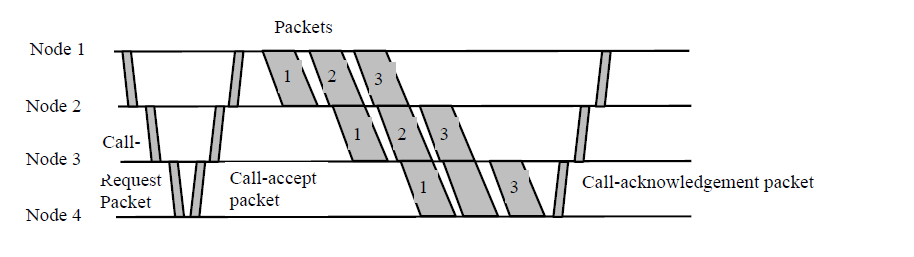 Packets
Node 1
1 2 3
Node 2
Call-
1 2 3
Node 3
Request
Packet
Call-accept
packet
1 3
Call-acknowledgement packet
Node 4